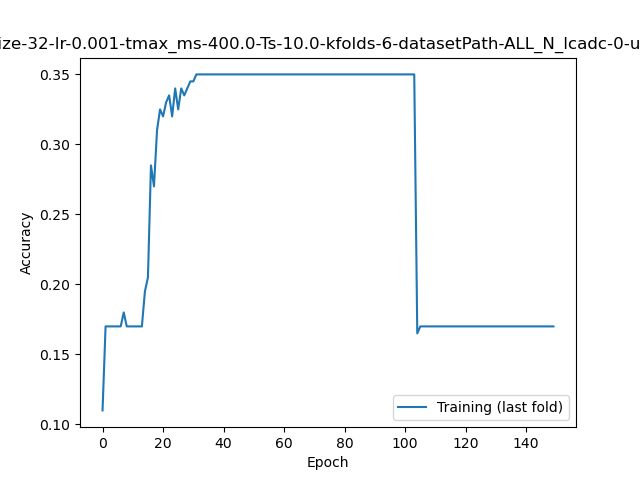 ize-32-lr-0.001-tmax_ms-400.0-Ts-10.0-kfolds-6-datasetPath-ALL_N_lcadc-0-u
0.35
0.30
0.25
0.20
0.15
0.10
Accuracy
Training (last fold)
0 20 40 60 80 100 120 140
Epoch